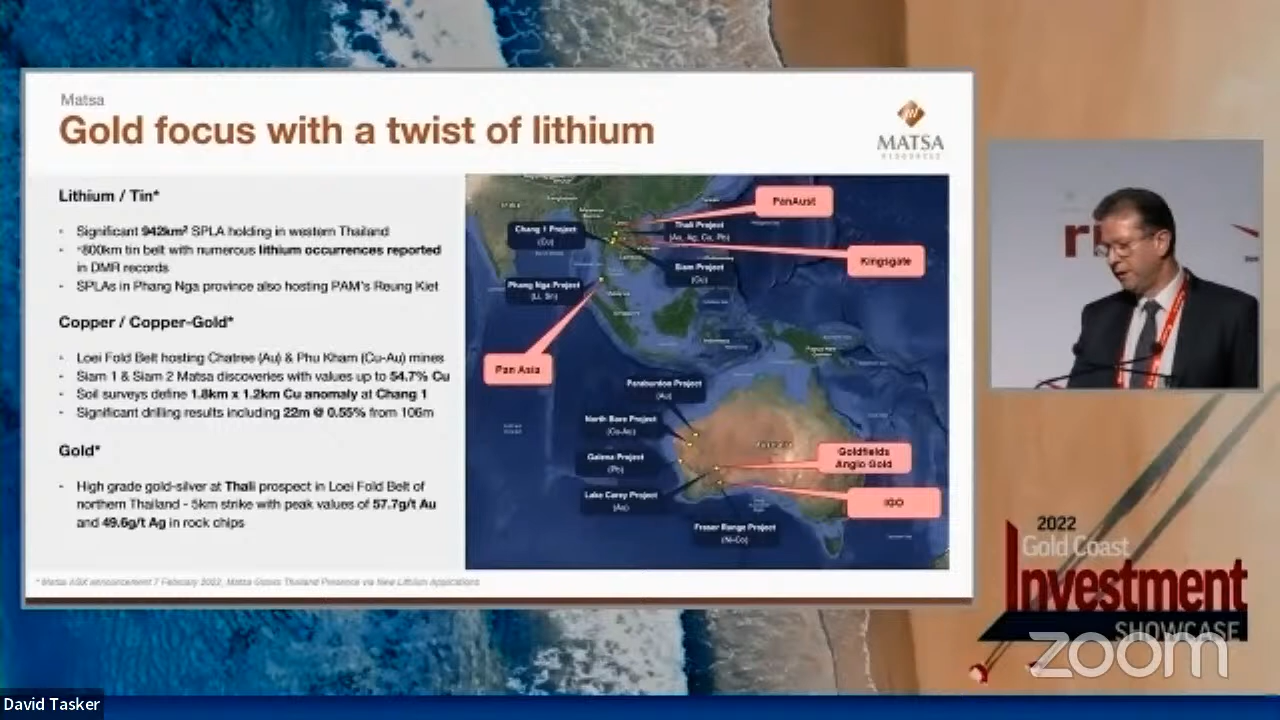 Matsa
Gold focus with a twist of lithium
MATSA
RESOURCES
Lithium / Tin*
- Significant 942km² SPLA holding in western Thailand
- ~800km tin belt with numerous lithium occurrences reported
in DMR records
- SPLAs in Phang Nga province also hosting PAM's Reung Kiet
Copper / Copper-Gold*
- Loei Fold Belt hosting Chatree (Au) & Phu Kham (Cu-Au) mines
- Siam 1 & Siam 2 Matsa discoveries with values up to 54.7% Cu
- Soil surveys define 1.8km x 1.2km Cu anomaly at Chang 1
- Significant drilling results including 22m @ 0.55% from 106m
Gold*
- High grade gold-silver at Thali prospect in Loei Fold Belt of
northern Thailand - 5km strike with peak values of 57.7g/t Au
and 49.6g/t Ag in rock chips
* Matsa ASX announcement 7 February 2022, Matsa Grows Thailand Presence via New Lithium Applications
PanAust
Chang 1 Project
(Cu)
Thali Project
(Au, Ag, Cu, Pb)
Kingsgate
Siam Project
(Cu)
Phang Nga Project
(Li, Sn)
Pan Asia
Paraburdoo Project
(Au)
North Bore Project
(Cu-Au)
Australia
Galena Project
(Pb)
Goldfields
Anglo Gold
Lake Carey Project
(Au)
IGO
Fraser Range Project
(Ni-Co)
2022
Gold Coast
Investment
SHOWCASE
zoom
David Tasker